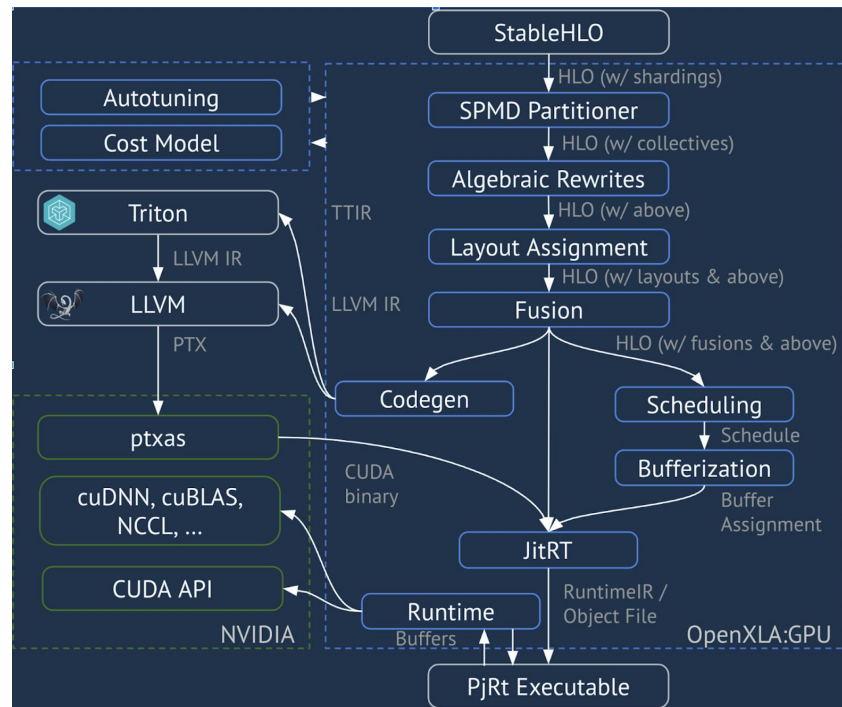 StableHLO
HLO (w/ shardings)
Autotuning
SPMD Partitioner
Cost Model
HLO (w/ collectives)
Algebraic Rewrites
Triton
TTIR
HLO (w/ above)
LLVM IR
Layout Assignment
HLO (w/ layouts & above)
LLVM
LLVM IR
Fusion
PTX
HLO (w/ fusions & above)
Codegen
Scheduling
ptxas
Schedule
CUDA
binary
Bufferization
cuDNN, cuBLAS,
NCCL, ...
Buffer
Assignment
JitRT
CUDA API
RuntimeIR /
Object File
Runtime
NVIDIA
Buffers
OpenXLA:GPU
PjRt Executable